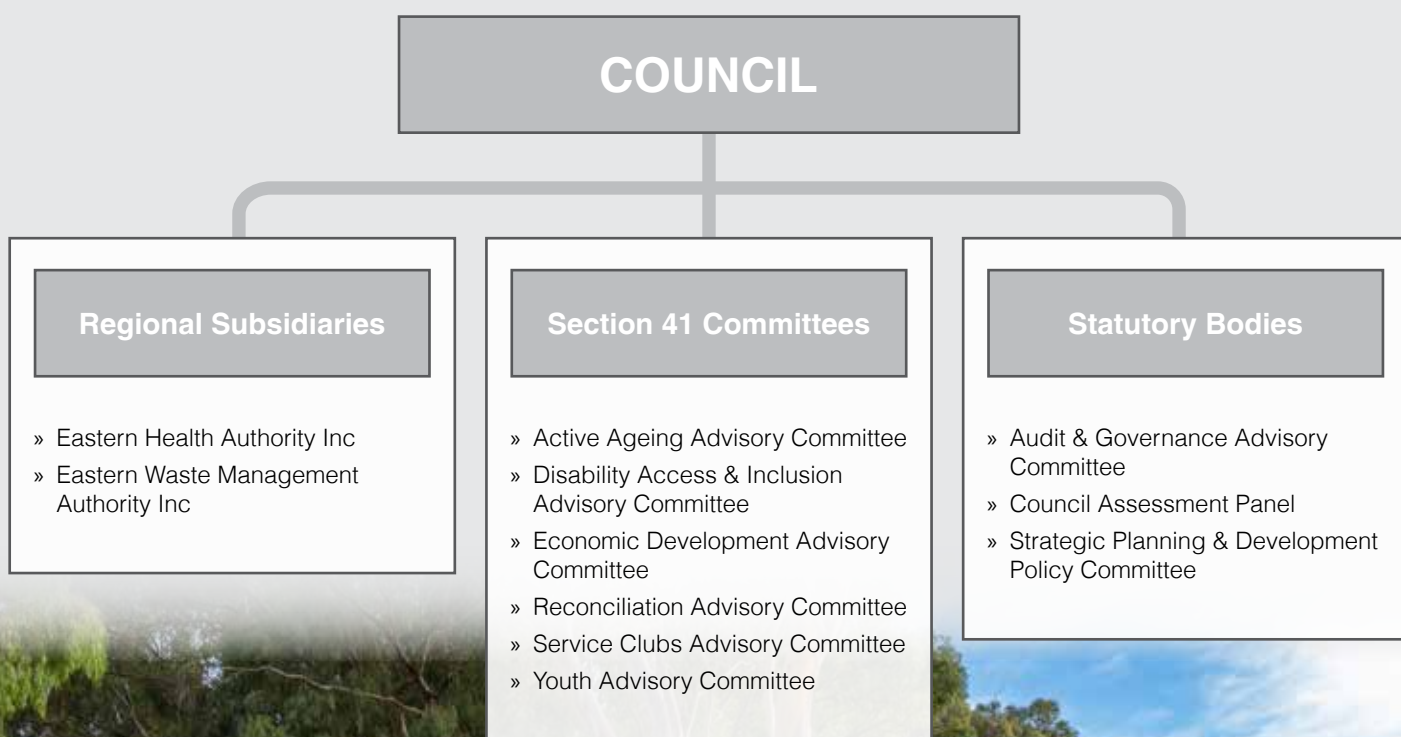 COUNCIL
Regional Subsidiaries
» Eastern Health Authority Inc
» Eastern Waste Management
Authority Inc
Section 41 Committees
» Active Ageing Advisory Committee
» Disability Access & Inclusion
Advisory Committee
» Economic Development Advisory
Committee
» Reconciliation Advisory Committee
» Service Clubs Advisory Committee
» Youth Advisory Committee
Statutory Bodies
» Audit & Governance Advisory
Committee
» Council Assessment Panel
» Strategic Planning & Development
Policy Committee